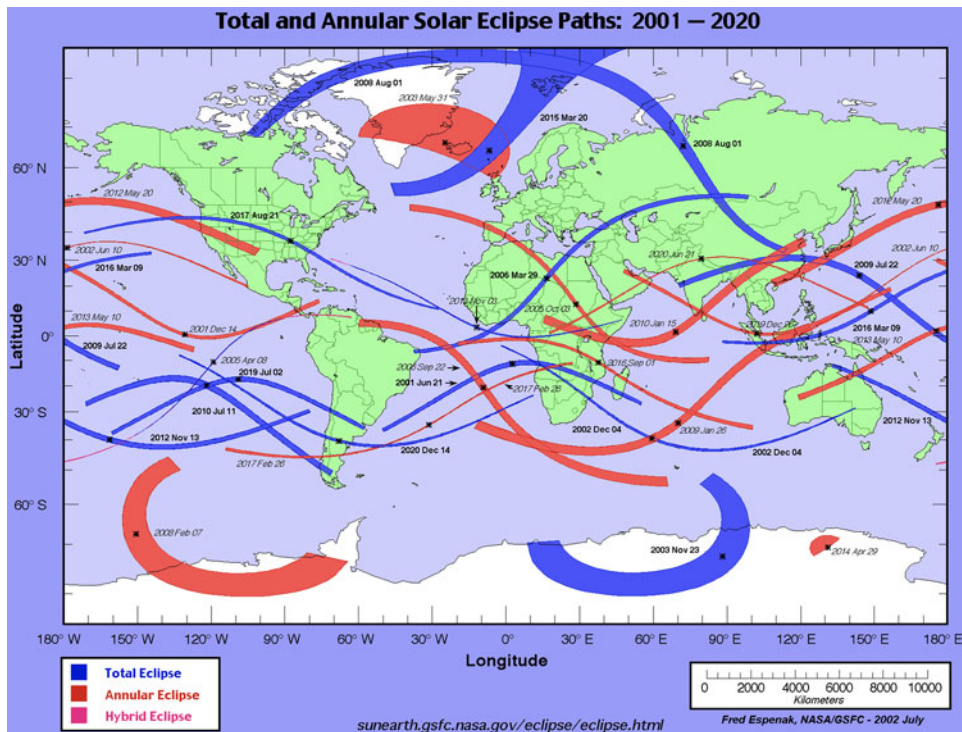 Total and Annular Solar Eclipse Paths: 2001 — 2020
2008 Aug 01
2003 May 31
2015 Mar 20
2008 Aug 01
60° N
2012 May 20
2017 Aug 21
2012 May 20
2002 Jun 10
2020 Jun 21
2002 Jun 10
30° N
2016 Mar 09
2006 Mar 29
2009 Jul 22
2005 Oct 03
2013 May 10
2010 Jan 15
2016 Mar 09
2001 Dec 14
2013 May 10
0°
2009 Jul 22
2005 Apr 08
2016 Sep 01
2019 Jul 02
2001 Jun 21
2017 Feb 26
2010 Jul 11
30° S
2012 Nov 13
2002 Dec 04
2009 Jan 26
2012 Nov 13
2017 Feb 26
2020 Dec 14
2002 Dec 04
60° S
2008 Feb 07
2003 Nov 23
2014 Apr 29
Latitude
180° W
150° W
120° W
90° W
60° W
30° W
0°
30° E
60° E
90° E
120° E
150° E
180° E
Longitude
Total Eclipse
Annular Eclipse
Hybrid Eclipse
0 2000 4000 6000 8000 10000
Kilometers
sunearth.gsfc.nasa.gov/eclipse/eclipse.html
Fred Espenak, NASA/GSFC - 2002 July